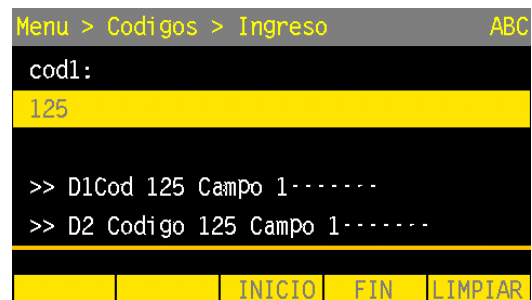 Menu > Codigos > Ingreso ABC
cod1:
125
>> D1Cod 125 Campo 1-------
>> D2 Codigo 125 Campo 1-------
INICIO FIN LIMPIAR